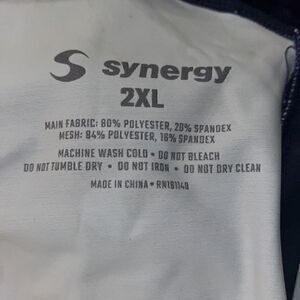 synergy
2XL
MAIN FABRIC: 80% POLYESTER, 20% SPANDEX
MESH: 84% POLYESTER, 16% SPANDEX
MACHINE WASH COLD • DO NOT BLEACH
DO NOT TUMBLE DRY • DO NOT IRON • DO NOT DRY CLEAN
MADE IN CHINA • RN161140